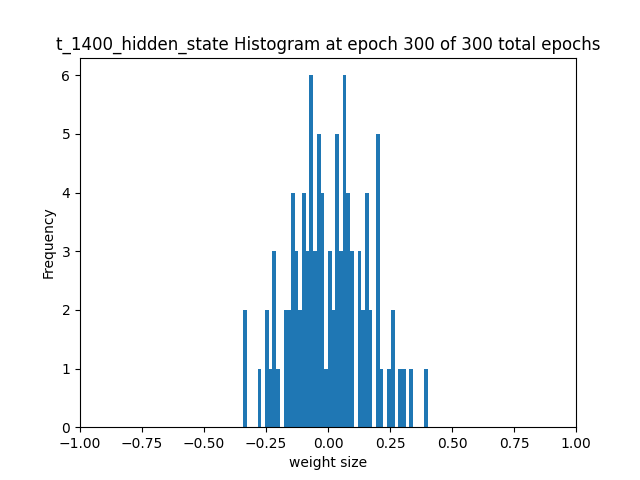 t_1400_hidden_state Histogram at epoch 300 of 300 total epochs
6
5
4
3
2
1
0
Frequency
−1.00 −0.75 −0.50 −0.25 0.00 0.25 0.50 0.75 1.00
weight size